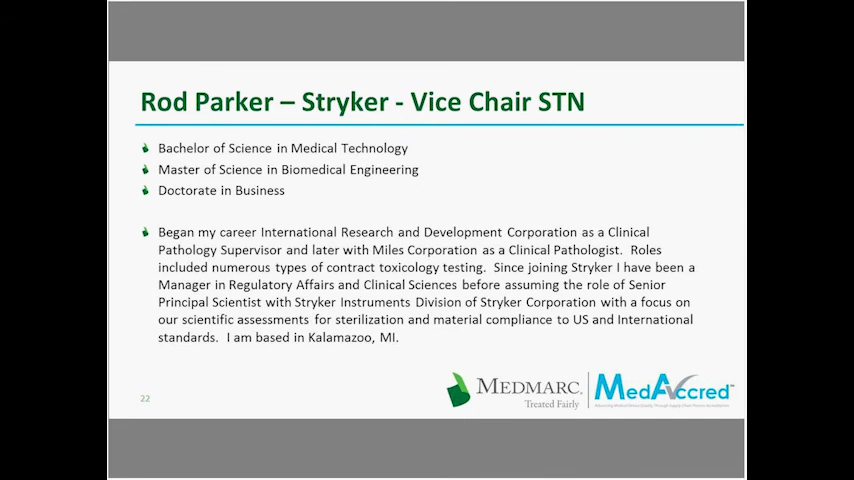 Rod Parker – Stryker - Vice Chair STN
Bachelor of Science in Medical Technology
Master of Science in Biomedical Engineering
Doctorate in Business
Began my career International Research and Development Corporation as a Clinical
Pathology Supervisor and later with Miles Corporation as a Clinical Pathologist.  Roles
included numerous types of contract toxicology testing.  Since joining Stryker I have been a
Manager in Regulatory Affairs and Clinical Sciences before assuming the role of Senior
Principal Scientist with Stryker Instruments Division of Stryker Corporation with a focus on
our scientific assessments for sterilization and material compliance to US and International
standards.  I am based in Kalamazoo, MI.
22
MEDMARC®
Treated Fairly
MedAccred™